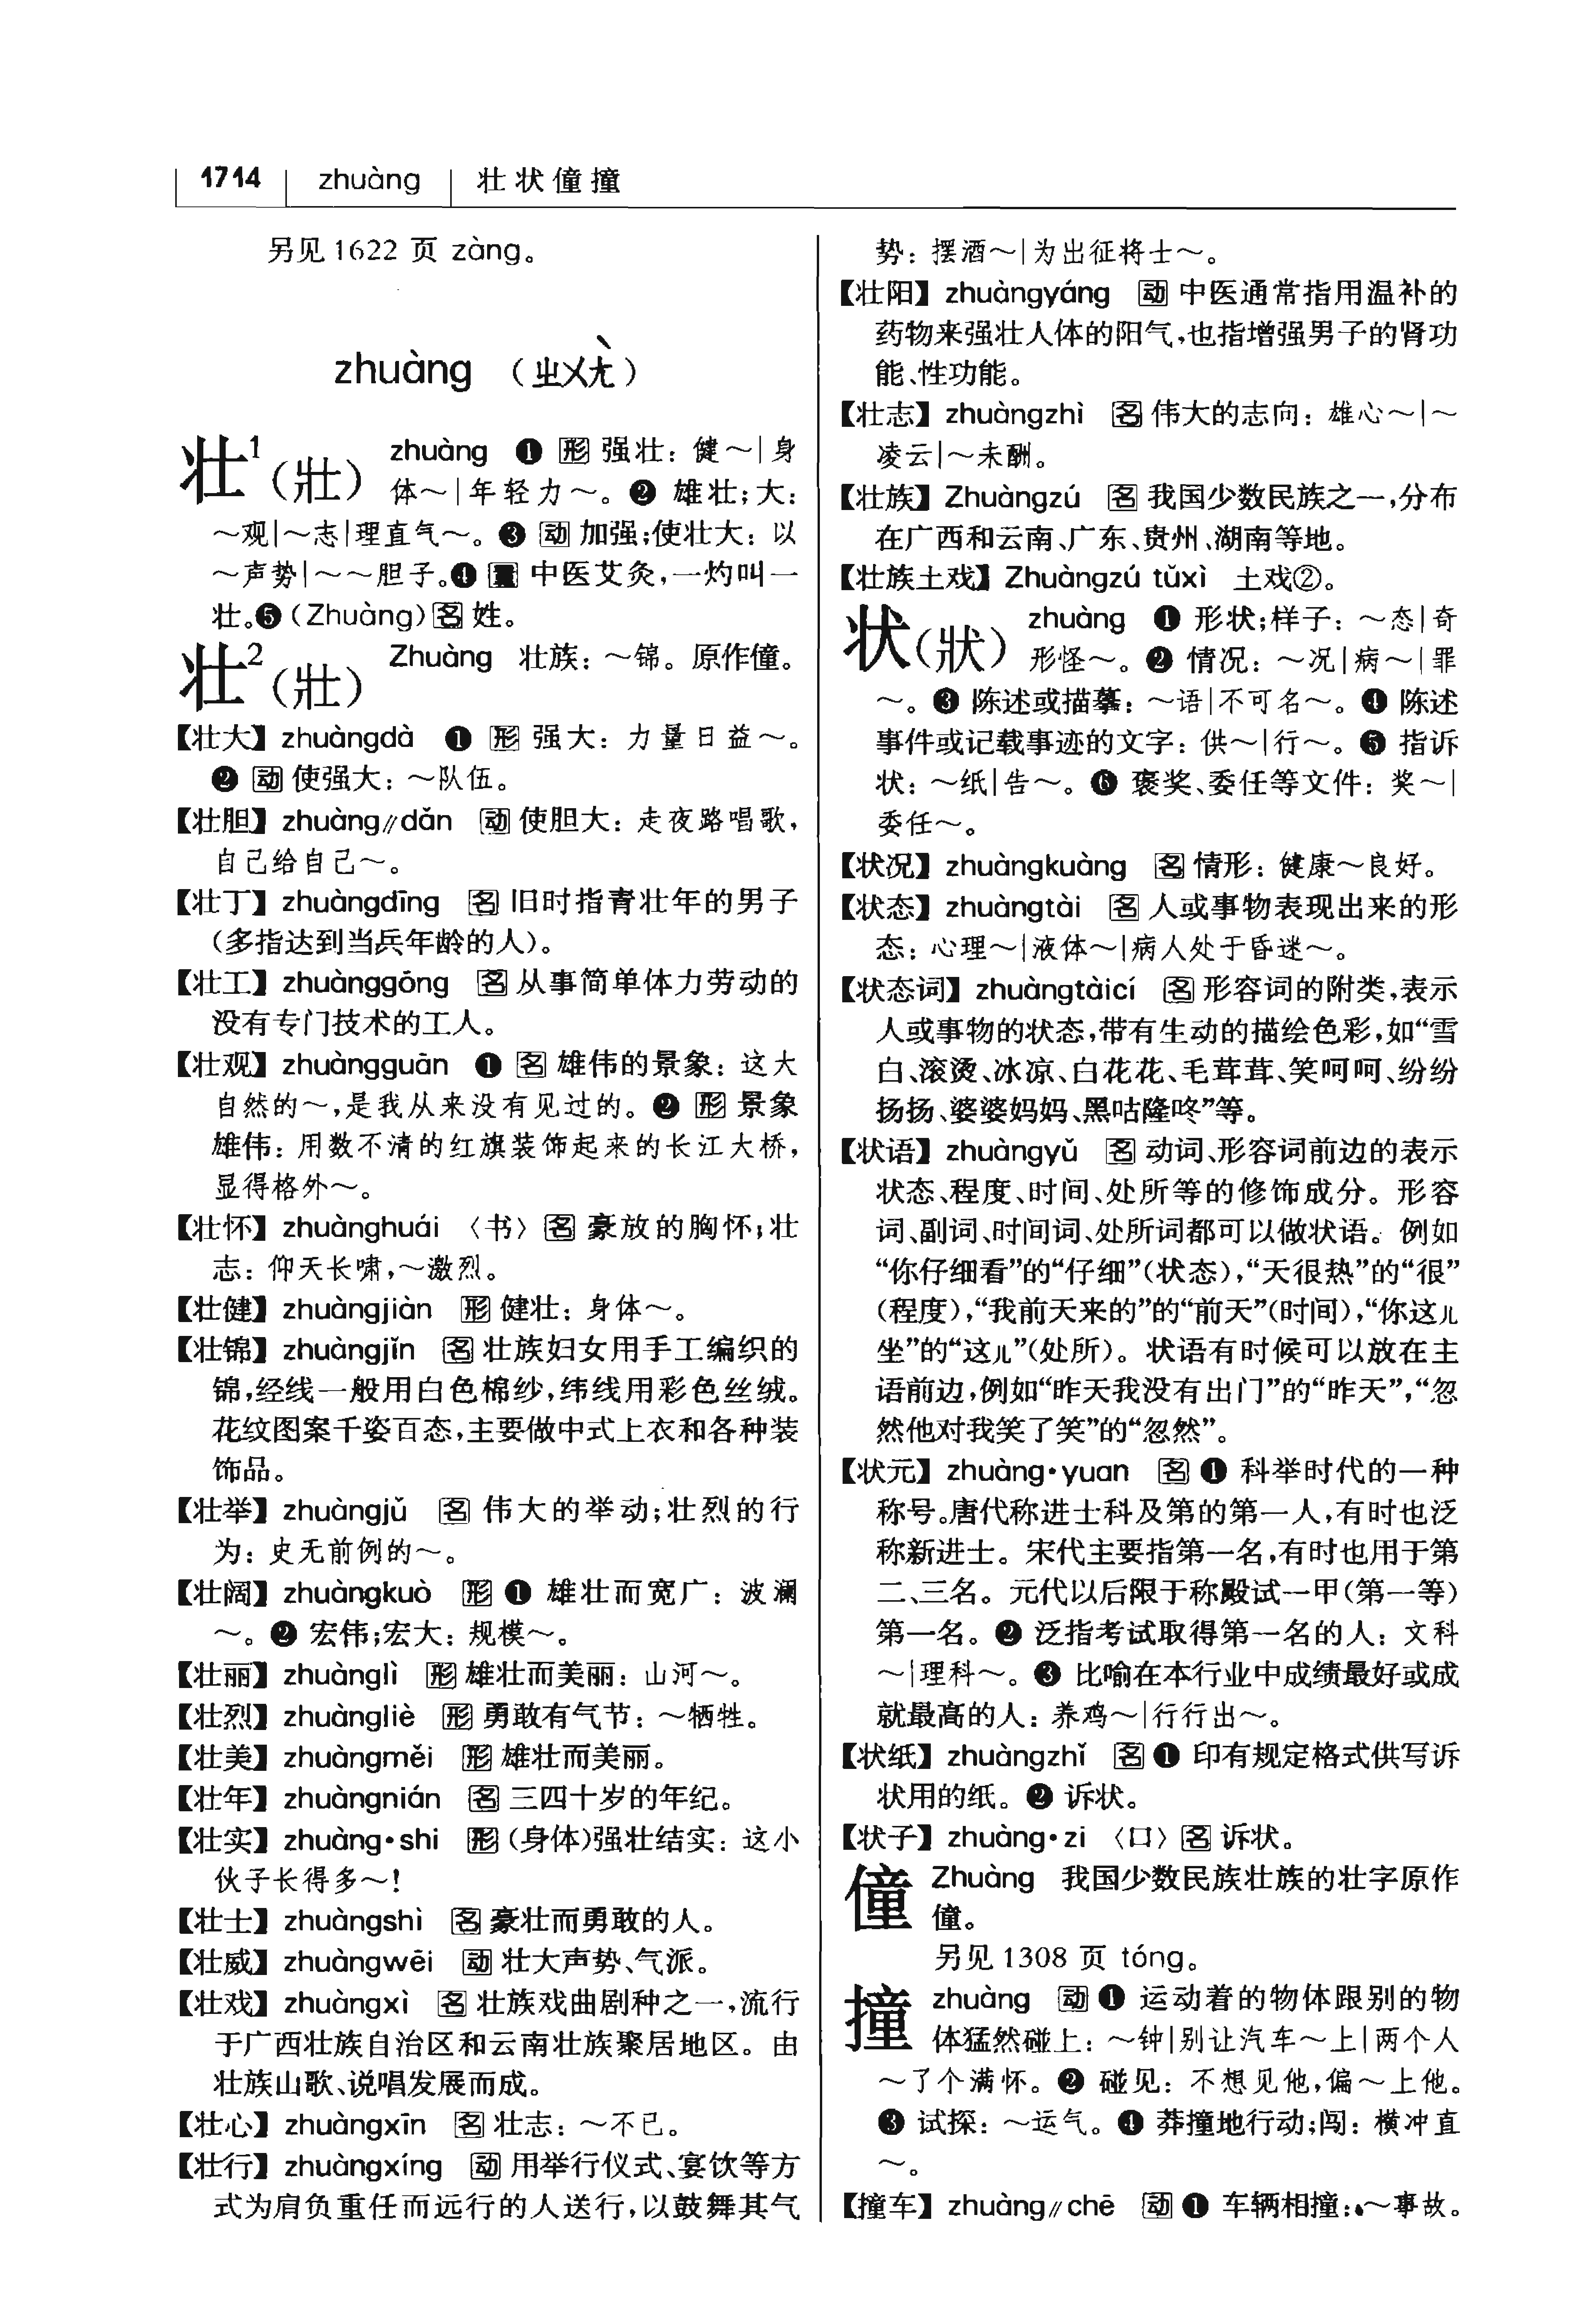 1714 zhuàng 壮状僮撞
另见1622 页 zàng。
zhuàng （ㄓㄨㄤˋ）
壮¹（壯） zhuàng ❶ 形 强壮：健～|身
体～|年轻力～。❷ 雄壮;大：
～观|～志|理直气～。❸ 动 加强;使壮大：以
～声势|～～胆子。❹ 量 中医艾灸,一灼叫一
壮。❺（Zhuàng）名 姓。
壮²（壯） Zhuàng 壮族：～锦。原作僮。
【壮大】zhuàngdà ❶ 形 强大：力量日益～。
❷ 动 使强大：～队伍。
【壮胆】zhuàng//dǎn 动 使胆大：走夜路唱歌,
自己给自己～。
【壮丁】zhuàngdīng 名 旧时指青壮年的男子
（多指达到当兵年龄的人）。
【壮工】zhuànggōng 名 从事简单体力劳动的
没有专门技术的工人。
【壮观】zhuàngguān ❶ 名 雄伟的景象：这大
自然的～,是我从来没有见过的。❷ 形 景象
雄伟：用数不清的红旗装饰起来的长江大桥,
显得格外～。
【壮怀】zhuànghuái 〈书〉名 豪放的胸怀;壮
志：仰天长啸,～激烈。
【壮健】zhuàngjiàn 形 健壮：身体～。
【壮锦】zhuàngjǐn 名 壮族妇女用手工编织的
锦,经线一般用白色棉纱,纬线用彩色丝绒。
花纹图案千姿百态,主要做中式上衣和各种装
饰品。
【壮举】zhuàngjǔ 名 伟大的举动;壮烈的行
为：史无前例的～。
【壮阔】zhuàngkuò 形 ❶ 雄壮而宽广：波澜
～。❷ 宏伟;宏大：规模～。
【壮丽】zhuànglì 形 雄壮而美丽：山河～。
【壮烈】zhuàngliè 形 勇敢有气节：～牺牲。
【壮美】zhuàngměi 形 雄壮而美丽。
【壮年】zhuàngnián 名 三四十岁的年纪。
【壮实】zhuàng·shi 形（身体）强壮结实：这小
伙子长得多～!
【壮士】zhuàngshì 名 豪壮而勇敢的人。
【壮威】zhuàngwēi 动 壮大声势、气派。
【壮戏】zhuàngxì 名 壮族戏曲剧种之一,流行
于广西壮族自治区和云南壮族聚居地区。由
壮族山歌、说唱发展而成。
【壮心】zhuàngxīn 名 壮志：～不已。
【壮行】zhuàngxíng 动 用举行仪式、宴饮等方
式为肩负重任而远行的人送行,以鼓舞其气
势：摆酒～|为出征将士～。
【壮阳】zhuàngyáng 动 中医通常指用温补的
药物来强壮人体的阳气,也指增强男子的肾功
能、性功能。
【壮志】zhuàngzhì 名 伟大的志向：雄心～|～
凌云|～未酬。
【壮族】Zhuàngzú 名 我国少数民族之一,分布
在广西和云南、广东、贵州、湖南等地。
【壮族土戏】Zhuàngzú tǔxì 土戏②。
状（狀） zhuàng ❶ 形状;样子：～态|奇
形怪～。❷ 情况：～况|病～|罪
～。❸ 陈述或描摹：～语|不可名～。❹ 陈述
事件或记载事迹的文字：供～|行～。❺ 指诉
状：～纸|告～。❻ 褒奖、委任等文件：奖～|
委任～。
【状况】zhuàngkuàng 名 情形：健康～良好。
【状态】zhuàngtài 名 人或事物表现出来的形
态：心理～|液体～|病人处于昏迷～。
【状态词】zhuàngtàicí 名 形容词的附类,表示
人或事物的状态,带有生动的描绘色彩,如“雪
白、滚烫、冰凉、白花花、毛茸茸、笑呵呵、纷纷
扬扬、婆婆妈妈、黑咕隆咚”等。
【状语】zhuàngyǔ 名 动词、形容词前边的表示
状态、程度、时间、处所等的修饰成分。形容
词、副词、时间词、处所词都可以做状语。例如
“你仔细看”的“仔细”（状态）,“天很热”的“很”
（程度）,“我前天来的”的“前天”（时间）,“你这儿
坐”的“这儿”（处所）。状语有时候可以放在主
语前边,例如“昨天我没有出门”的“昨天”,“忽
然他对我笑了笑”的“忽然”。
【状元】zhuàng·yuan 名 ❶ 科举时代的一种
称号。唐代称进士科及第的第一人,有时也泛
称新进士。宋代主要指第一名,有时也用于第
二、三名。元代以后限于称殿试一甲（第一等）
第一名。❷ 泛指考试取得第一名的人：文科
～|理科～。❸ 比喻在本行业中成绩最好或成
就最高的人：养鸡～|行行出～。
【状纸】zhuàngzhǐ 名 ❶ 印有规定格式供写诉
状用的纸。❷ 诉状。
【状子】zhuàng·zi 〈口〉名 诉状。
僮 Zhuàng 我国少数民族壮族的壮字原作
僮。
另见1308 页 tóng。
撞 zhuàng 动 ❶ 运动着的物体跟别的物
体猛然碰上：～钟|别让汽车～上|两个人
～了个满怀。❷ 碰见：不想见他,偏～上他。
❸ 试探：～运气。❹ 莽撞地行动;闯：横冲直
～。
【撞车】zhuàng//chē 动 ❶ 车辆相撞：～事故。